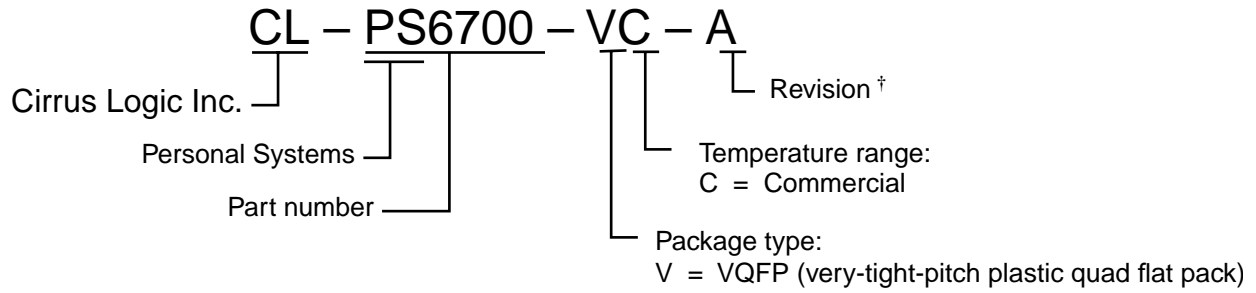 CL – PS6700 – VC – A
Revision †
Cirrus Logic Inc.
Personal Systems
Temperature range:
C = Commercial
Part number
Package type:
V = VQFP (very-tight-pitch plastic quad flat pack)